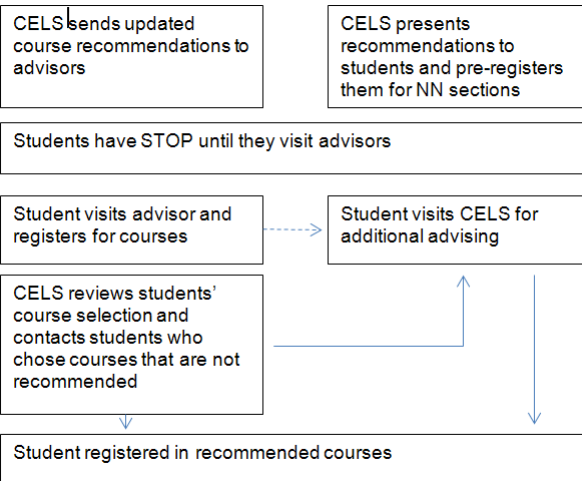 CELS sends updated
course recommendations to
advisors
CELS presents
recommendations to
students and pre-registers
them for NN sections
Students have STOP until they visit advisors
Student visits advisor and
registers for courses
Student visits CELS for
additional advising
CELS reviews students’
course selection and
contacts students who
chose courses that are not
recommended
Student registered in recommended courses